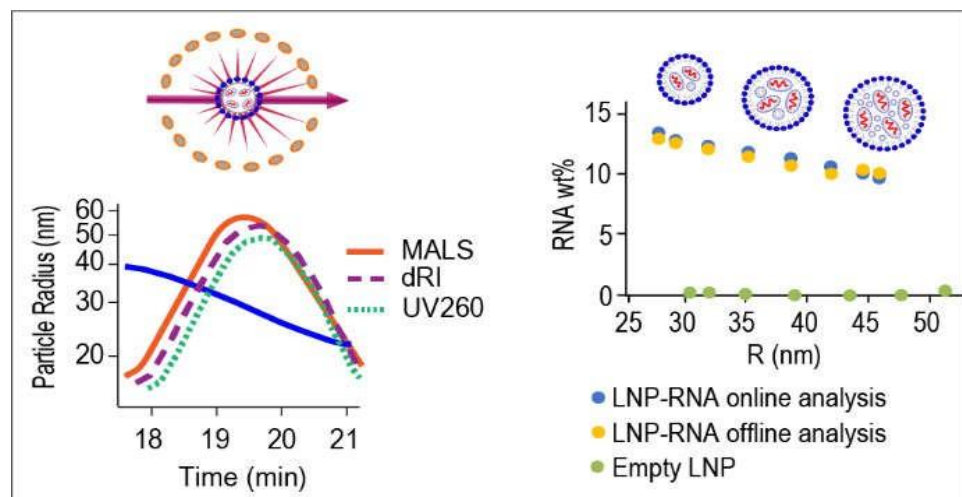 60
50
40
30
20
Particle Radius (nm)
18 19 20 21
Time (min)
MALS
dRI
UV260
15
10
5
0
RNA wt%
25 30 35 40 45 50
R (nm)
LNP-RNA online analysis
LNP-RNA offline analysis
Empty LNP